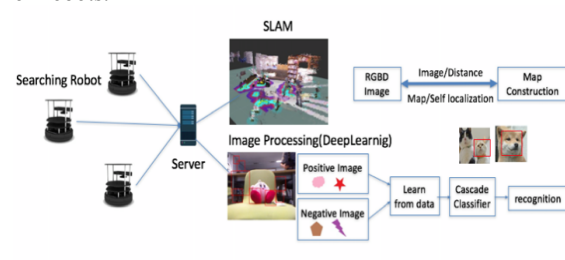 SLAM
Searching Robot
Server
RGBD
Image
Image/Distance
Map/Self localization
Map
Construction
Image Processing(DeepLearnig)
Positive Image
Negative Image
Learn
from data
Cascade
Classifier
recognition